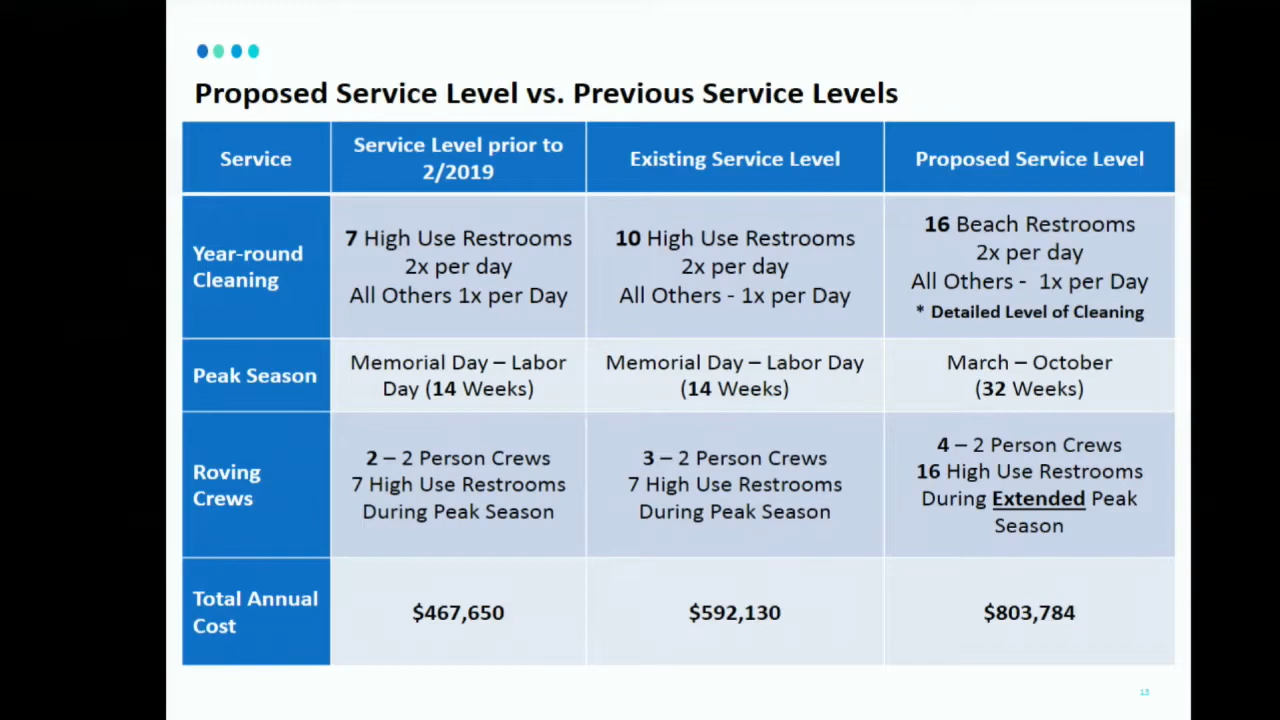 Proposed Service Level vs. Previous Service Levels
Service
Service Level prior to
2/2019
Existing Service Level
Proposed Service Level
Year-round
Cleaning
7 High Use Restrooms
2x per day
All Others 1x per Day
10 High Use Restrooms
2x per day
All Others - 1x per Day
16 Beach Restrooms
2x per day
All Others - 1x per Day
* Detailed Level of Cleaning
Peak Season
Memorial Day – Labor
Day (14 Weeks)
Memorial Day – Labor Day
(14 Weeks)
March – October
(32 Weeks)
Roving
Crews
2 – 2 Person Crews
7 High Use Restrooms
During Peak Season
3 – 2 Person Crews
7 High Use Restrooms
During Peak Season
4 – 2 Person Crews
16 High Use Restrooms
During Extended Peak
Season
Total Annual
Cost
$467,650
$592,130
$803,784
13